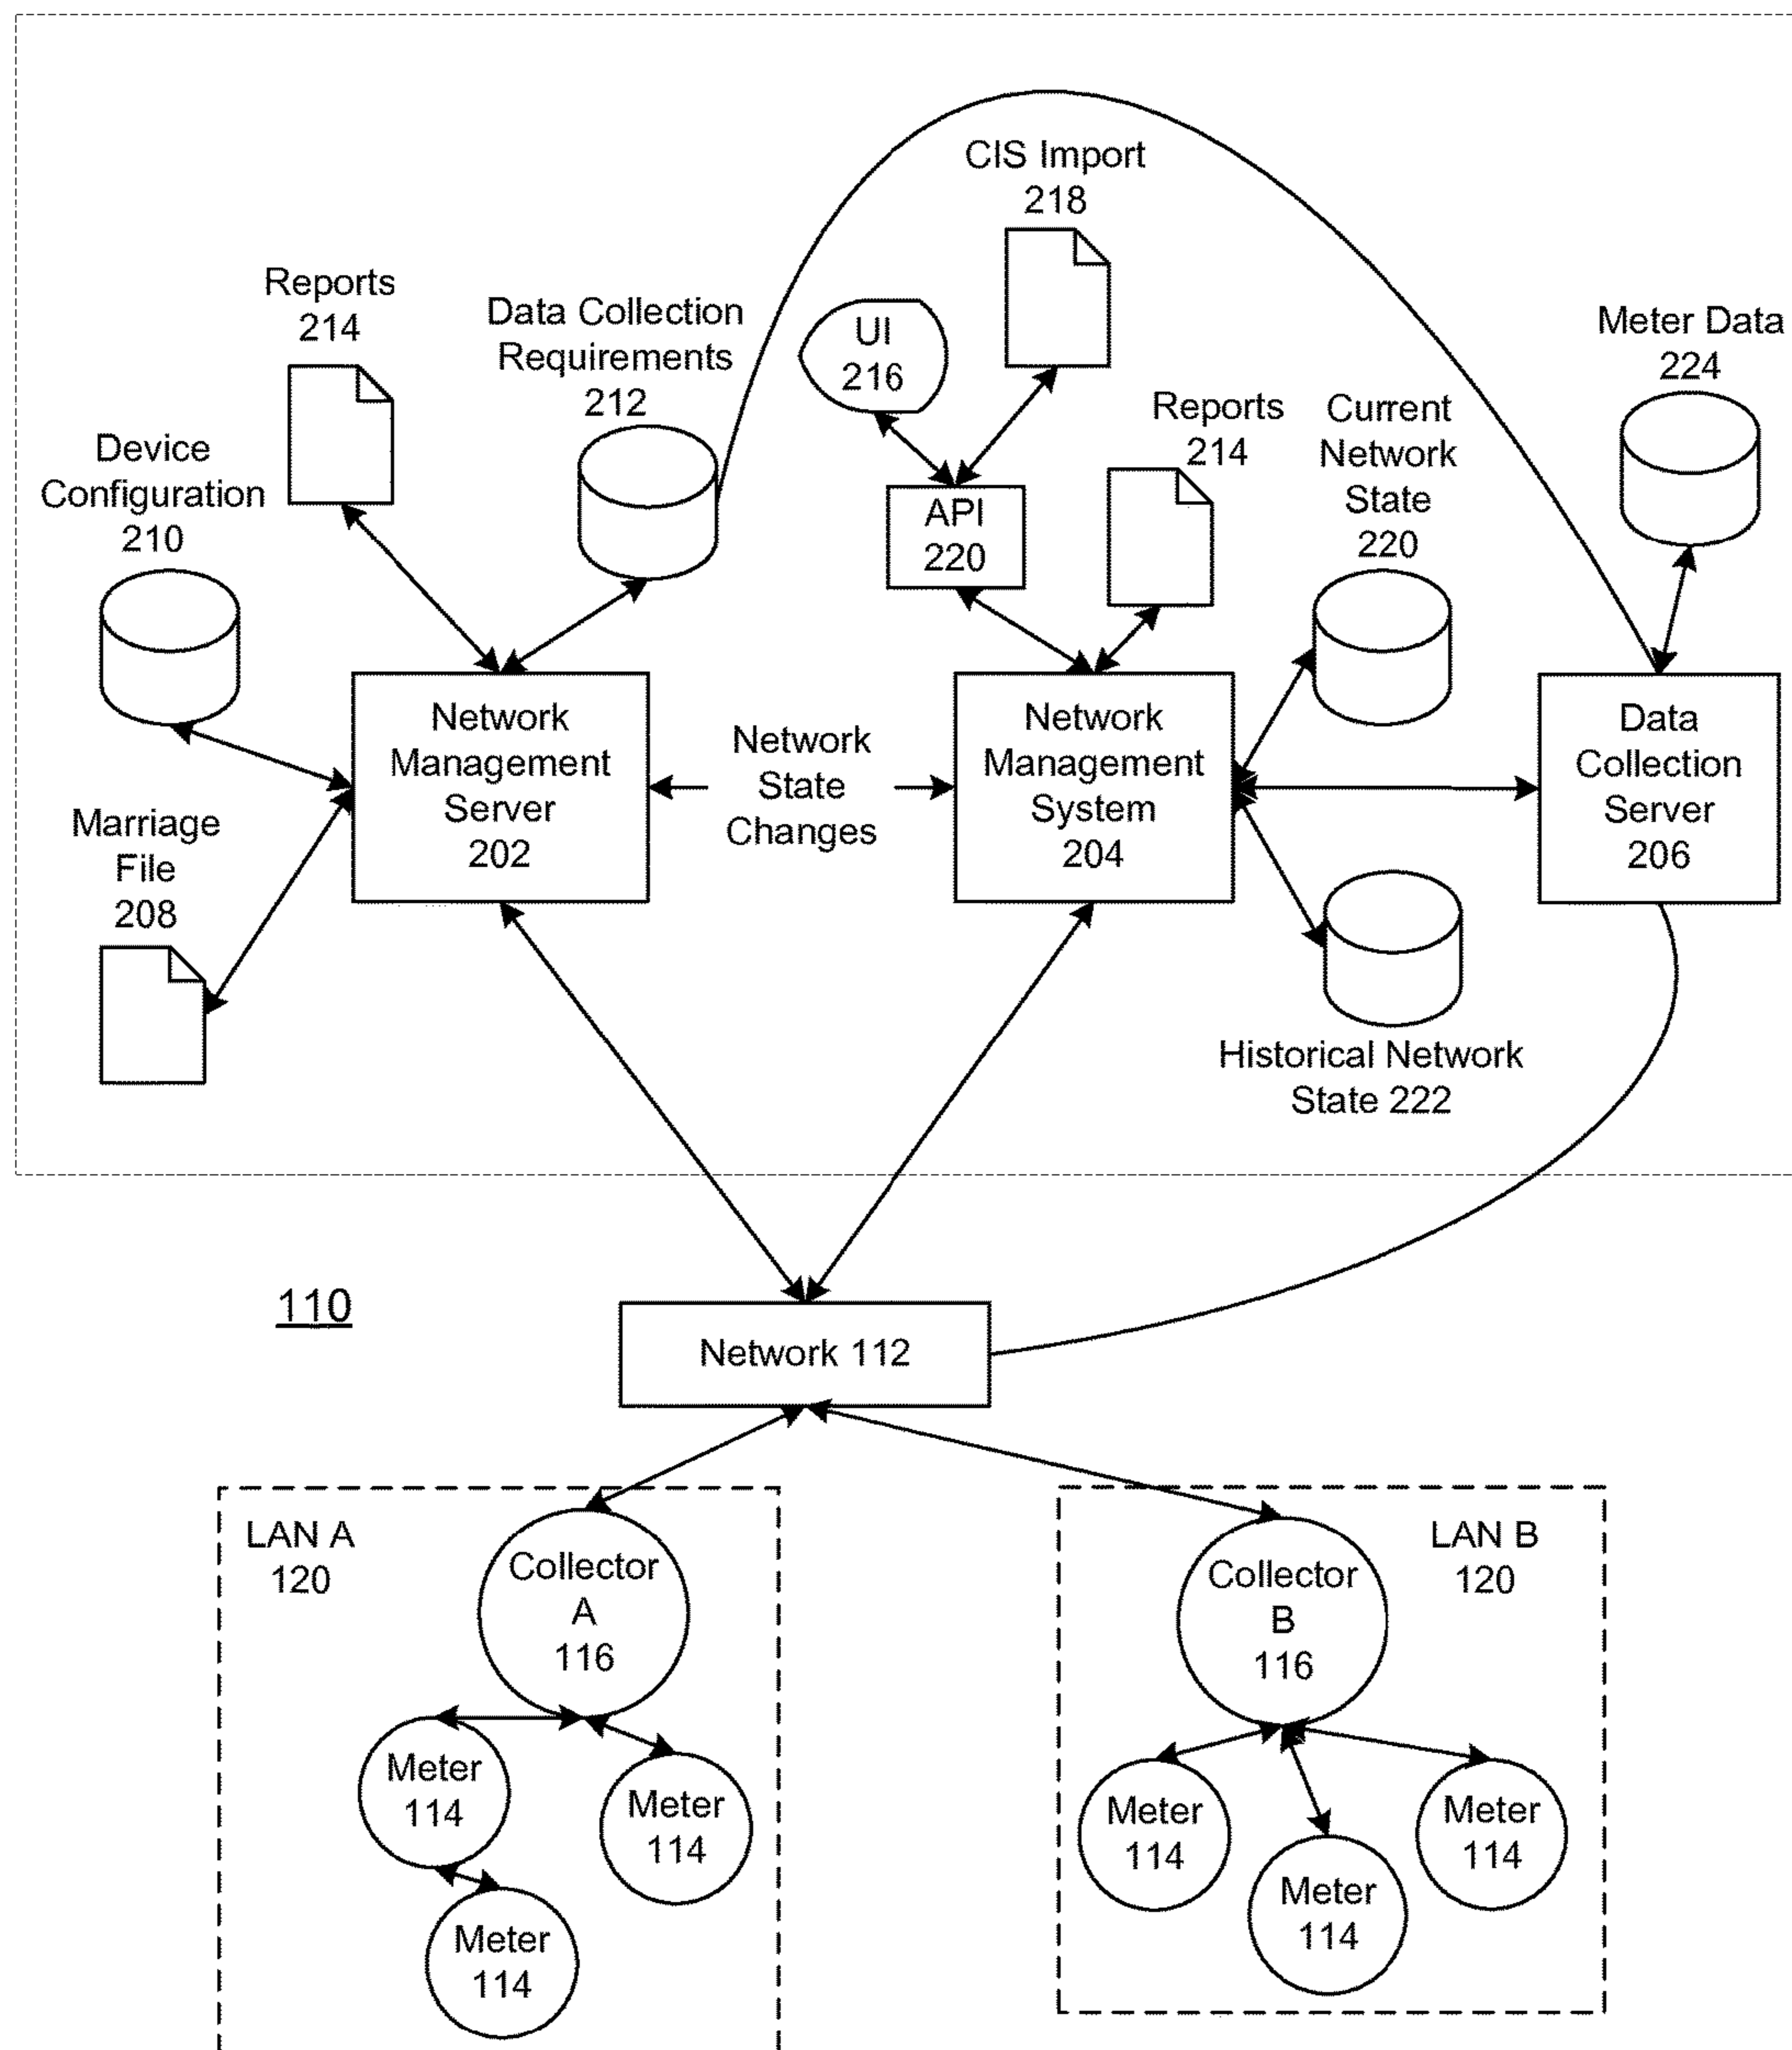 CIS Import
218
Reports
214
Data Collection
Requirements
212
UI
216
Meter Data
224
Device
Configuration
210
Reports
214
Current
Network
State
220
API
220
Marriage
File
208
Network
Management
Server
202
Network
State
Changes
Network
Management
System
204
Data
Collection
Server
206
Historical Network
State 222
110
Network 112
LAN A
120
Collector
A
116
Meter
114
Meter
114
Meter
114
LAN B
120
Collector
B
116
Meter
114
Meter
114
Meter
114